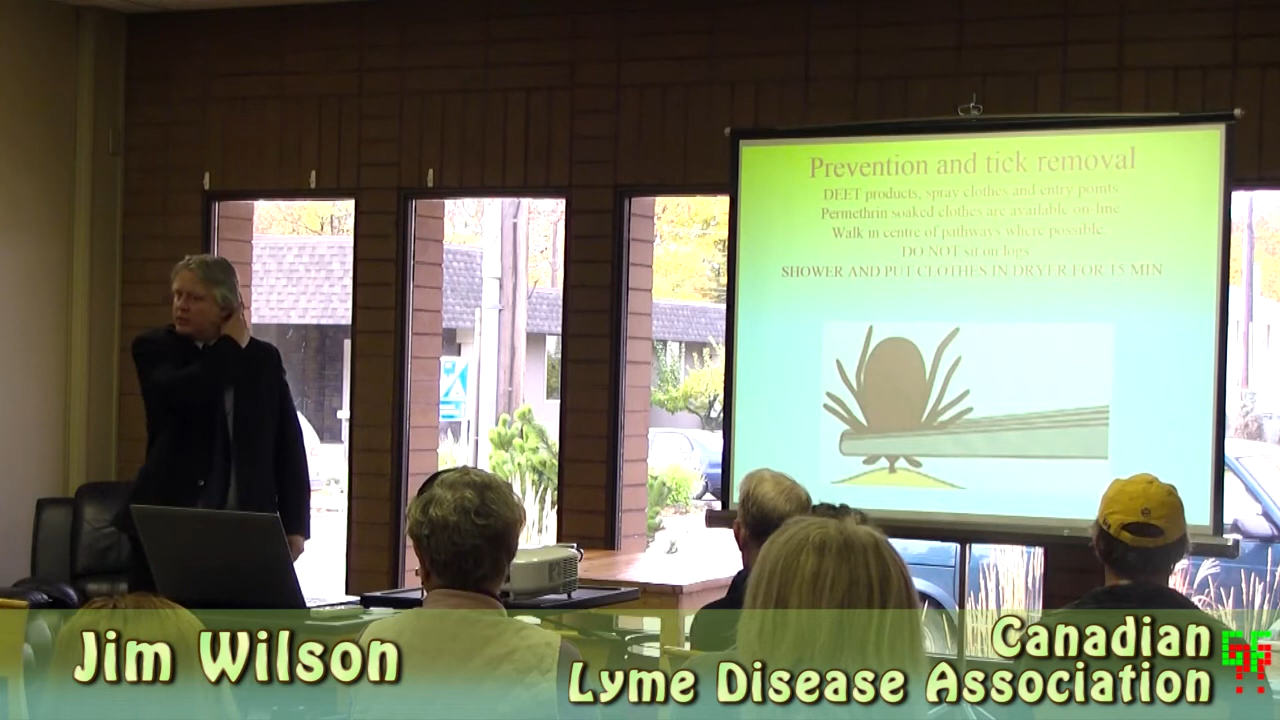 Prevention and tick removal
DEET products, spray clothes and entry points
Permethrin soaked clothes are available on-line
Walk in centre of pathways where possible
DO NOT sit on logs
SHOWER AND PUT CLOTHES IN DRYER FOR 15 MIN
Jim Wilson
Canadian
Lyme Disease Association